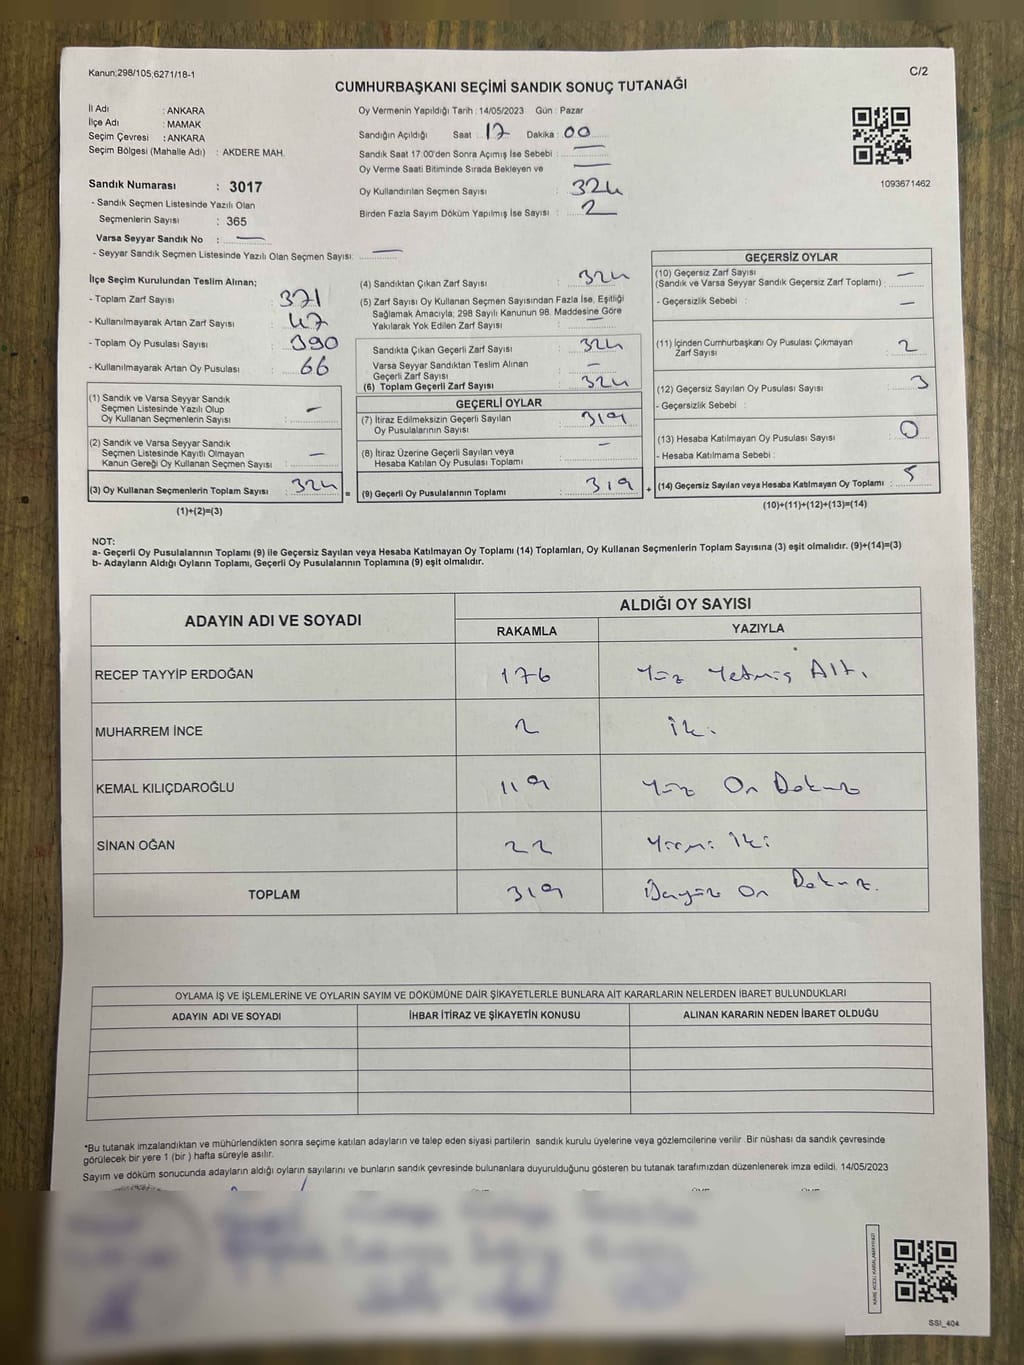 Kanun;298/105;6271/18-1
C/2
CUMHURBAŞKANI SEÇİMİ SANDIK SONUÇ TUTANAĞI
İl Adı : ANKARA
İlçe Adı : MAMAK
Seçim Çevresi : ANKARA
Seçim Bölgesi (Mahalle Adı) : AKDERE MAH.
Sandık Numarası : 3017
- Sandık Seçmen Listesinde Yazılı Olan
Seçmenlerin Sayısı : 365
Varsa Seyyar Sandık No : —
- Seyyar Sandık Seçmen Listesinde Yazılı Olan Seçmen Sayısı: —
Oy Vermenin Yapıldığı Tarih : 14/05/2023 Gün : Pazar
Sandığın Açıldığı Saat : 17 Dakika : 00
Sandık Saat 17.00'den Sonra Açımış İse Sebebi : —
Oy Verme Saati Bitiminde Sırada Bekleyen ve —
Oy Kullandırılan Seçmen Sayısı 324
Birden Fazla Sayım Döküm Yapılmış İse Sayısı : 2
1093671462
İlçe Seçim Kurulundan Teslim Alınan;
- Toplam Zarf Sayısı : 371
- Kullanılmayarak Artan Zarf Sayısı : 47
- Toplam Oy Pusulası Sayısı : 390
- Kullanılmayarak Artan Oy Pusulası : 66
(1) Sandık ve Varsa Seyyar Sandık
Seçmen Listesinde Yazılı Olup
Oy Kullanan Seçmenlerin Sayısı : —
(2) Sandık ve Varsa Seyyar Sandık
Seçmen Listesinde Kayıtlı Olmayan
Kanun Gereği Oy Kullanan Seçmen Sayısı : —
(3) Oy Kullanan Seçmenlerin Toplam Sayısı : 324 =
(1)+(2)=(3)
(4) Sandıktan Çıkan Zarf Sayısı : 324
(5) Zarf Sayısı Oy Kullanan Seçmen Sayısından Fazla İse, Eşitliği
Sağlamak Amacıyla; 298 Sayılı Kanunun 98. Maddesine Göre
Yakılarak Yok Edilen Zarf Sayısı : —
Sandıkta Çıkan Geçerli Zarf Sayısı : 324
Varsa Seyyar Sandıktan Teslim Alınan
Geçerli Zarf Sayısı : —
(6) Toplam Geçerli Zarf Sayısı : 324
GEÇERLİ OYLAR
(7) İtiraz Edilmeksizin Geçerli Sayılan
Oy Pusulalarının Sayısı : 319
(8) İtiraz Üzerine Geçerli Sayılan veya
Hesaba Katılan Oy Pusulası Toplamı : —
(9) Geçerli Oy Pusulalarının Toplamı : 319 +
GEÇERSİZ OYLAR
(10) Geçersiz Zarf Sayısı
(Sandık ve Varsa Seyyar Sandık Geçersiz Zarf Toplamı) : —
- Geçersizlik Sebebi : —
(11) İçinden Cumhurbaşkanı Oy Pusulası Çıkmayan
Zarf Sayısı : 2
(12) Geçersiz Sayılan Oy Pusulası Sayısı : 3
- Geçersizlik Sebebi :
(13) Hesaba Katılmayan Oy Pusulası Sayısı : 0
- Hesaba Katılmama Sebebi :
(14) Geçersiz Sayılan veya Hesaba Katılmayan Oy Toplamı : 5
(10)+(11)+(12)+(13)=(14)
NOT:
a- Geçerli Oy Pusulalarının Toplamı (9) ile Geçersiz Sayılan veya Hesaba Katılmayan Oy Toplamı (14) Toplamları, Oy Kullanan Seçmenlerin Toplam Sayısına (3) eşit olmalıdır. (9)+(14)=(3)
b- Adayların Aldığı Oyların Toplamı, Geçerli Oy Pusulalarının Toplamına (9) eşit olmalıdır.
ADAYIN ADI VE SOYADI
ALDIĞI OY SAYISI
RAKAMLA YAZIYLA
RECEP TAYYİP ERDOĞAN 176 Yüz Yetmiş Altı
MUHARREM İNCE 2 İki
KEMAL KILIÇDAROĞLU 119 Yüz On Dokuz
SİNAN OĞAN 22 Yirmi İki
TOPLAM 319 Üçyüz On Dokuz.
OYLAMA İŞ VE İŞLEMLERİNE VE OYLARIN SAYIM VE DÖKÜMÜNE DAİR ŞİKAYETLERLE BUNLARA AİT KARARLARIN NELERDEN İBARET BULUNDUKLARI
ADAYIN ADI VE SOYADI İHBAR İTİRAZ VE ŞİKAYETİN KONUSU ALINAN KARARIN NEDEN İBARET OLDUĞU
*Bu tutanak imzalandıktan ve mühürlendikten sonra seçime katılan adayların ve talep eden siyasi partilerin sandık kurulu üyelerine veya gözlemcilerine verilir. Bir nüshası da sandık çevresinde
görülecek bir yere 1 (bir ) hafta süreyle asılır.
Sayım ve döküm sonucunda adayların aldığı oyların sayılarını ve bunların sandık çevresinde bulunanlara duyurulduğunu gösteren bu tutanak tarafımızdan düzenlenerek imza edildi. 14/05/2023
SSI_404